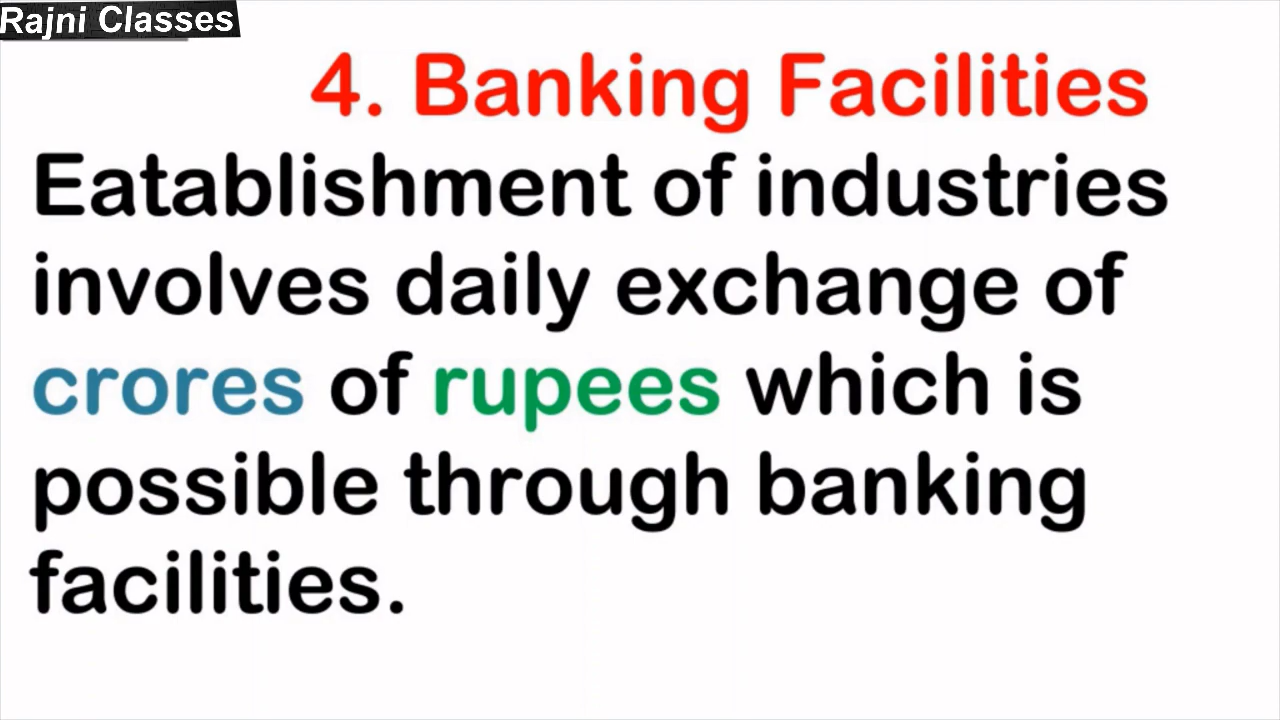 Rajni Classes
4. Banking Facilities
Eatablishment of industries
involves daily exchange of
crores of rupees which is
possible through banking
facilities.